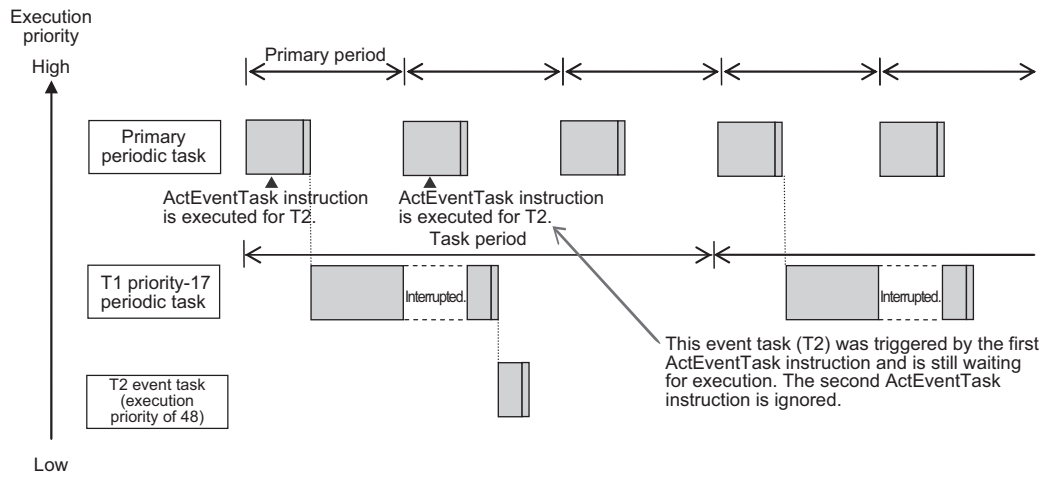 Execution
priority
High
Primary period
Primary
periodic task
ActEventTask instruction
is executed for T2.
ActEventTask instruction
is executed for T2.
Task period
T1 priority-17
periodic task
Interrupted.
Interrupted.
This event task (T2) was triggered by the first
ActEventTask instruction and is still waiting
for execution. The second ActEventTask
instruction is ignored.
T2 event task
(execution
priority of 48)
Low